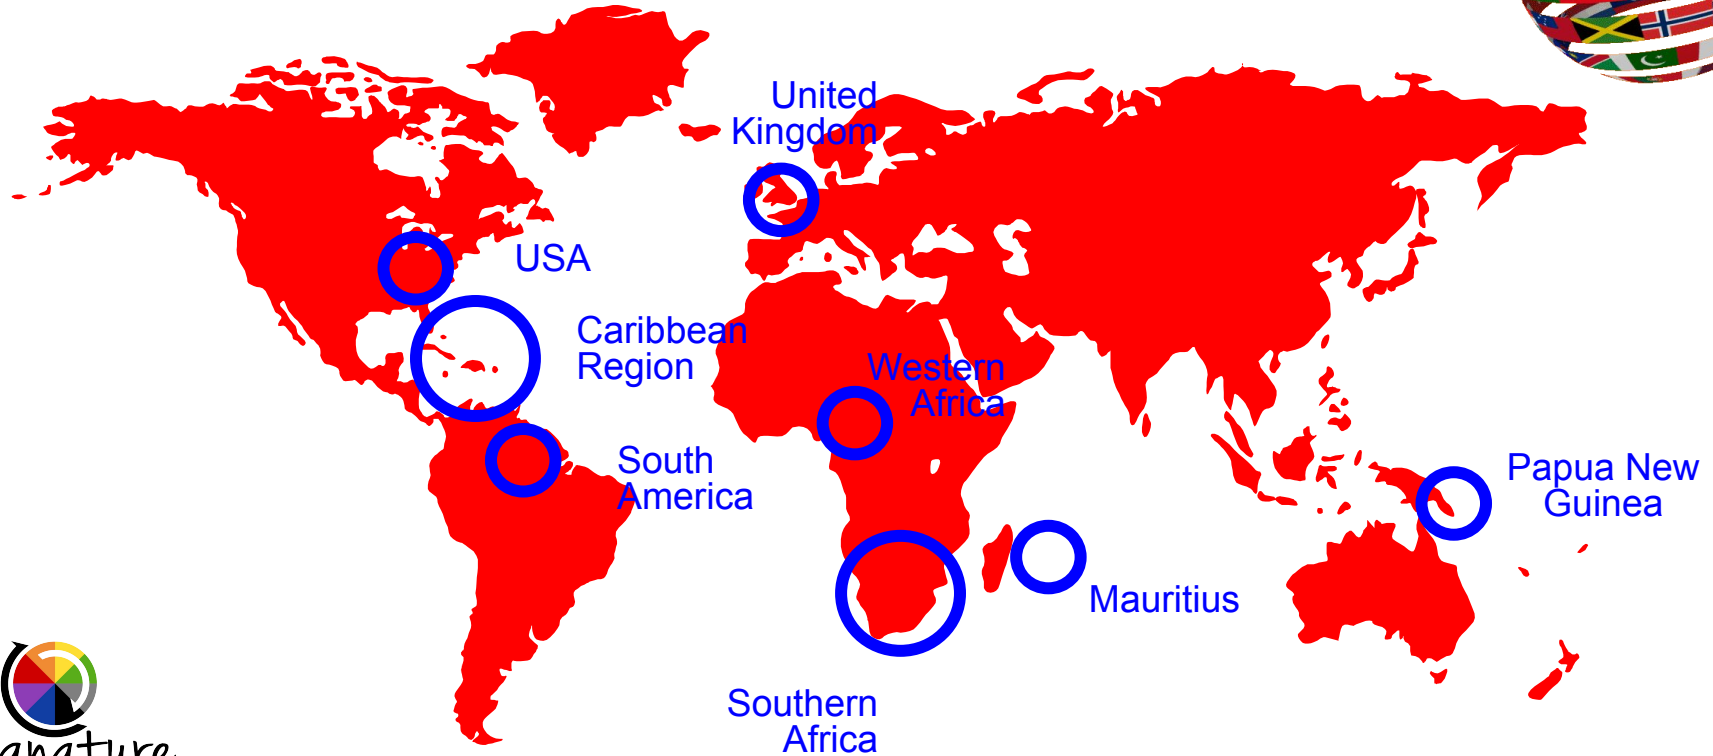 United
Kingdom
USA
Caribbean
Region
Western
Africa
South
America
Papua New
Guinea
Mauritius
Southern
Africa